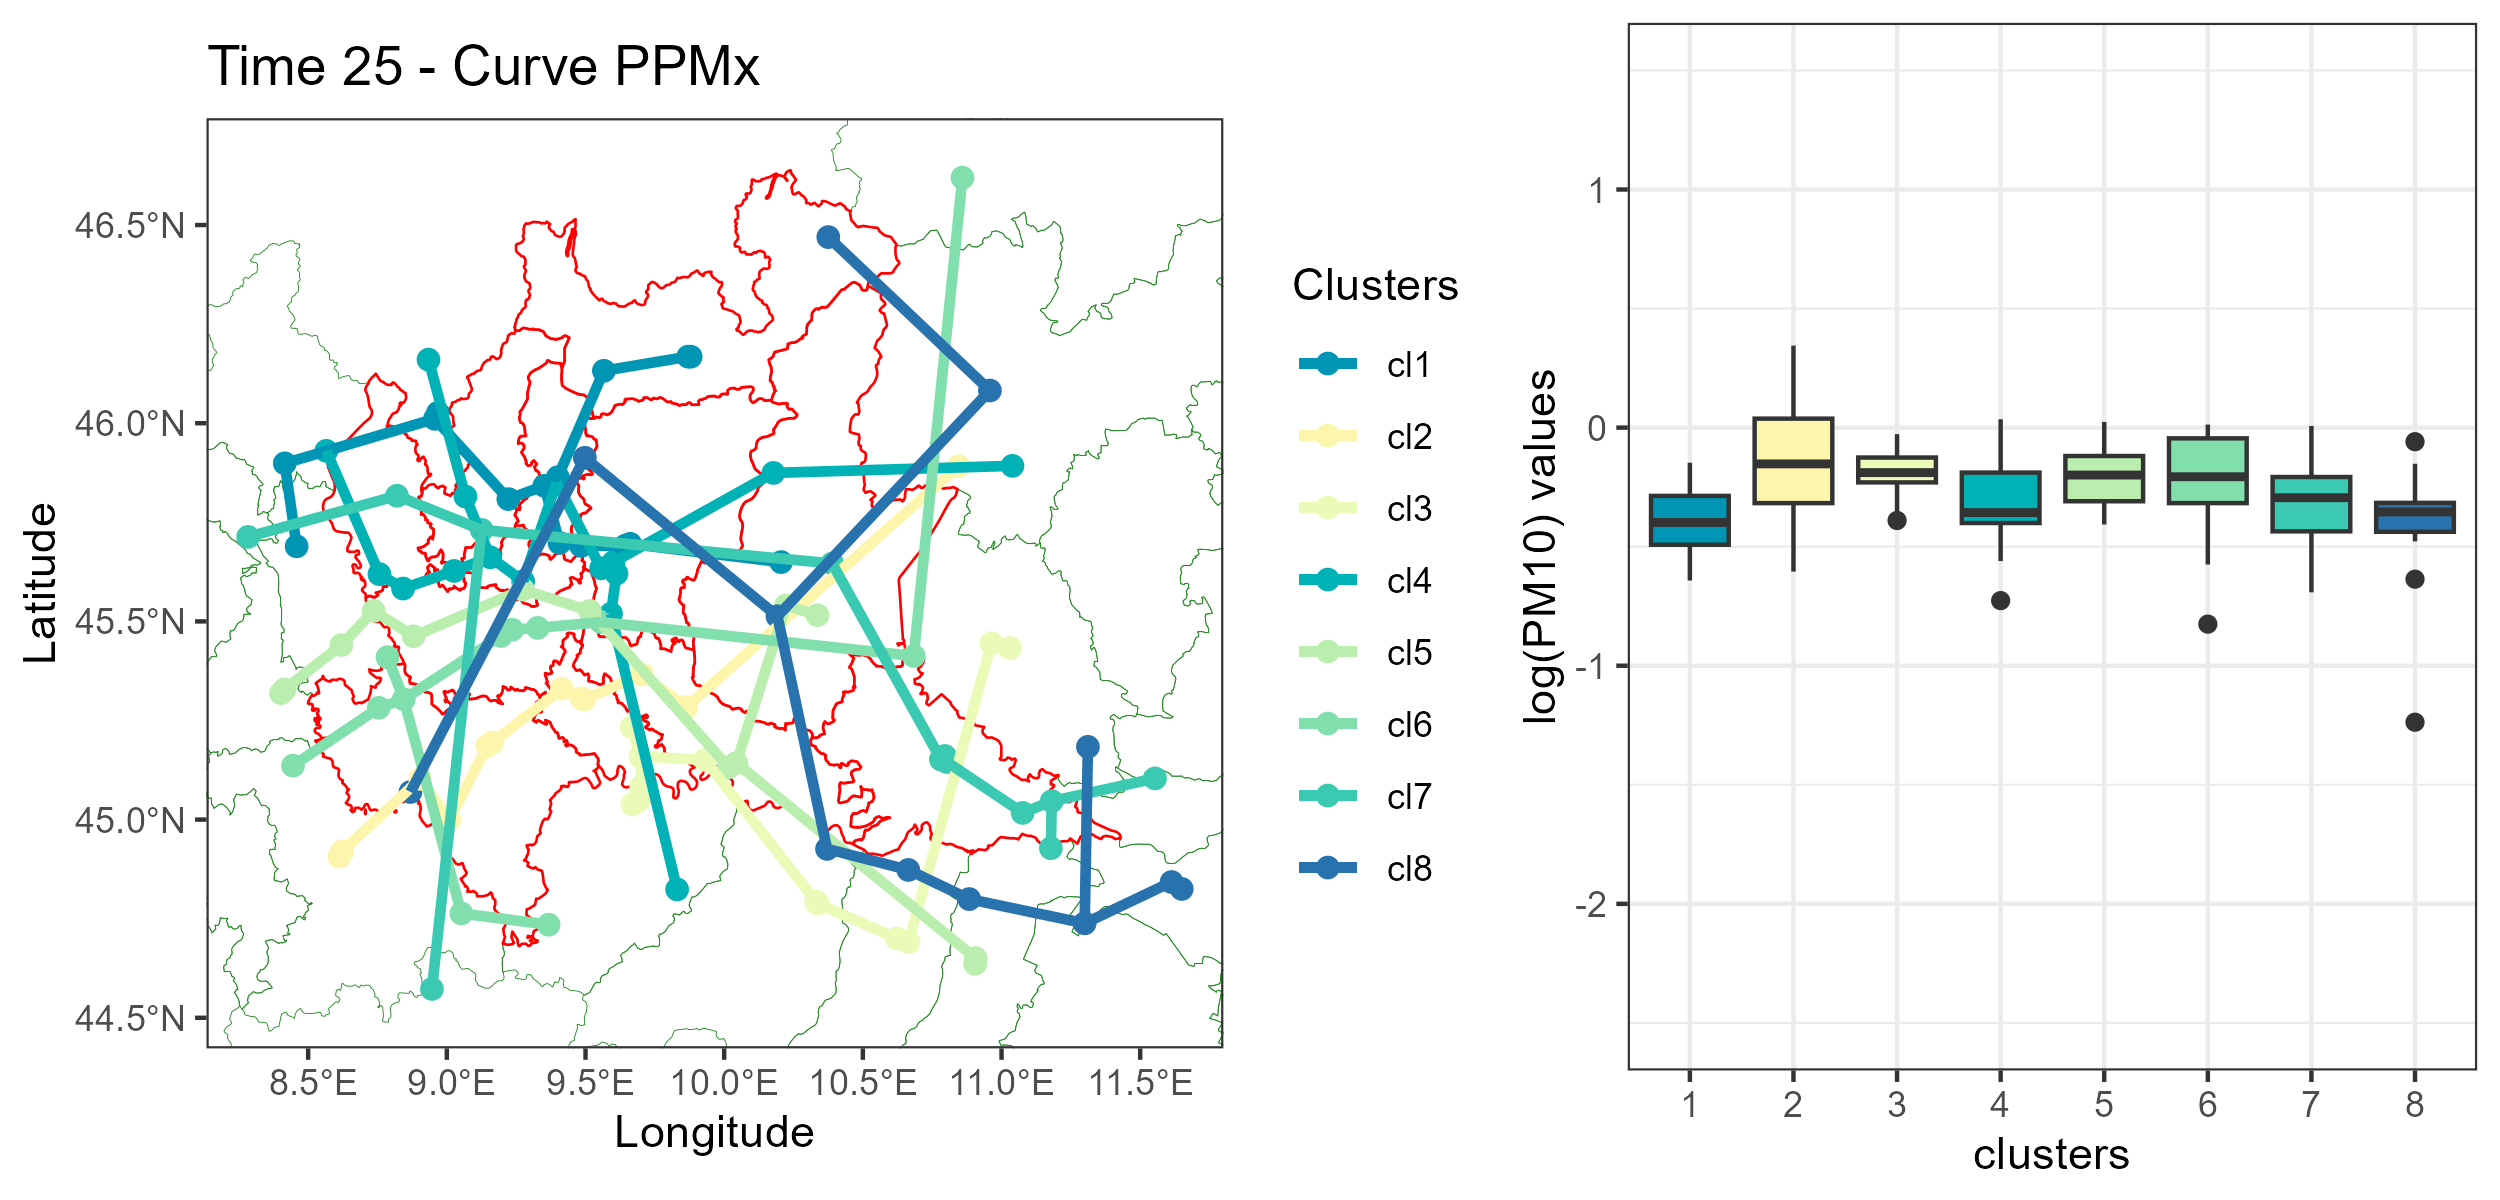 Time 25 - Curve PPMx
46.5°N
46.0°N
45.5°N
45.0°N
44.5°N
Latitude
8.5°E 9.0°E 9.5°E 10.0°E 10.5°E 11.0°E 11.5°E
Longitude
Clusters
cl1
cl2
cl3
cl4
cl5
cl6
cl7
cl8
log(PM10) values
1
0
-1
-2
1 2 3 4 5 6 7 8
clusters